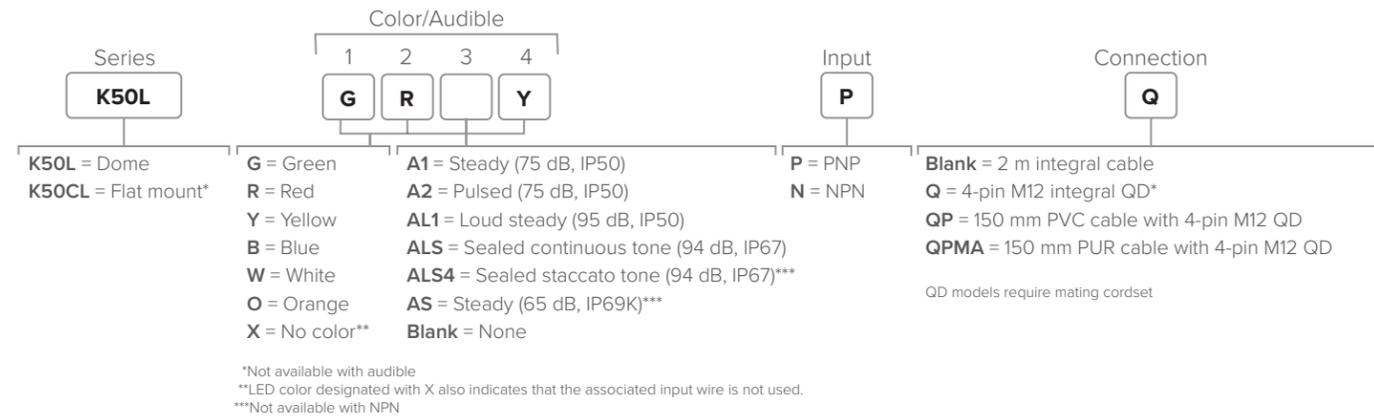 Color/Audible
1 2 3 4
Series Input Connection
K50L G R Y P Q
K50L = Dome
K50CL = Flat mount*
G = Green
R = Red
Y = Yellow
B = Blue
W = White
O = Orange
X = No color**
A1 = Steady (75 dB, IP50)
A2 = Pulsed (75 dB, IP50)
AL1 = Loud steady (95 dB, IP50)
ALS = Sealed continuous tone (94 dB, IP67)
ALS4 = Sealed staccato tone (94 dB, IP67)***
AS = Steady (65 dB, IP69K)***
Blank = None
P = PNP
N = NPN
Blank = 2 m integral cable
Q = 4-pin M12 integral QD*
QP = 150 mm PVC cable with 4-pin M12 QD
QPMA = 150 mm PUR cable with 4-pin M12 QD
QD models require mating cordset
*Not available with audible
**LED color designated with X also indicates that the associated input wire is not used.
***Not available with NPN